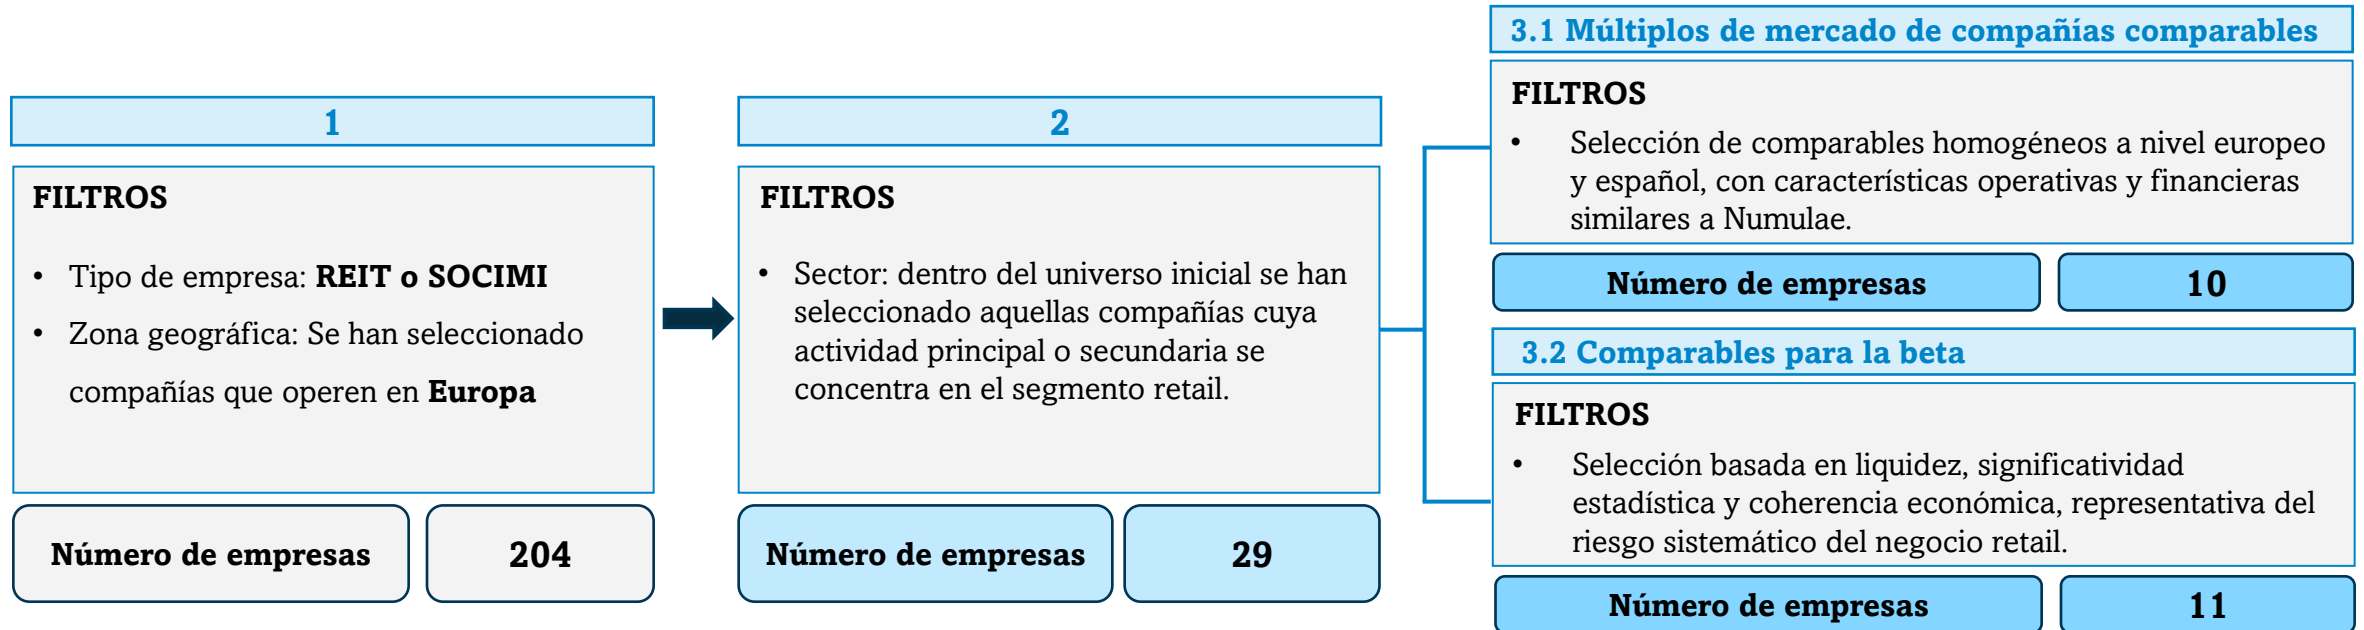 1
FILTROS
• Tipo de empresa: REIT o SOCIMI
• Zona geográfica: Se han seleccionado
compañías que operen en Europa
Número de empresas
204
2
FILTROS
• Sector: dentro del universo inicial se han
seleccionado aquellas compañías cuya
actividad principal o secundaria se
concentra en el segmento retail.
Número de empresas
29
3.1 Múltiplos de mercado de compañías comparables
FILTROS
• Selección de comparables homogéneos a nivel europeo
y español, con características operativas y financieras
similares a Numulae.
Número de empresas
10
3.2 Comparables para la beta
FILTROS
• Selección basada en liquidez, significatividad
estadística y coherencia económica, representativa del
riesgo sistemático del negocio retail.
Número de empresas
11